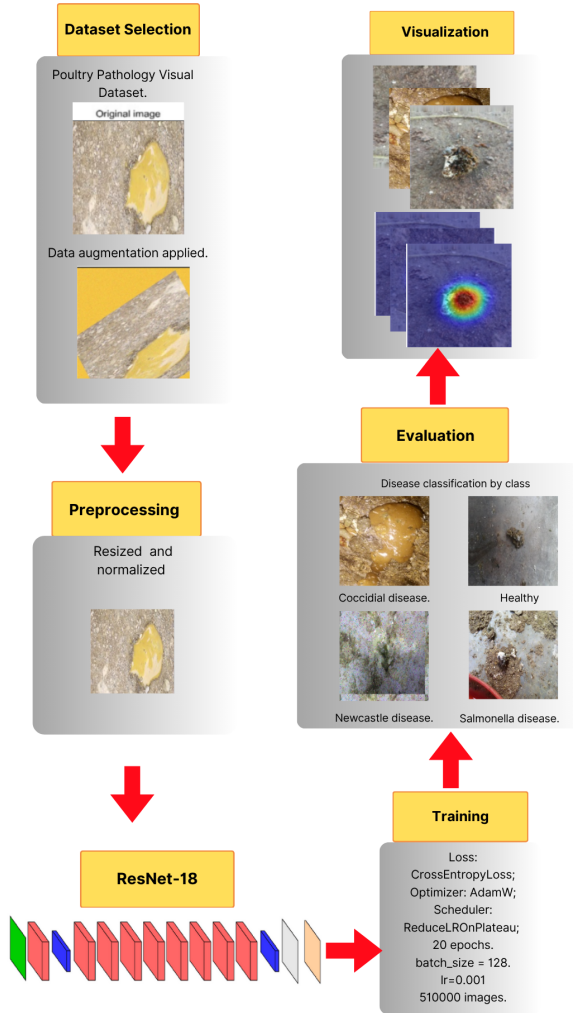 Dataset Selection
Poultry Pathology Visual
Dataset.
Original image
Data augmentation applied.
Preprocessing
Resized and
normalized
ResNet-18
Training
Loss:
CrossEntropyLoss;
Optimizer: AdamW;
Scheduler:
ReduceLROnPlateau;
20 epochs.
batch_size = 128.
lr=0.001
510000 images.
Evaluation
Disease classification by class
Coccidial disease.
Healthy
Newcastle disease.
Salmonella disease.
Visualization